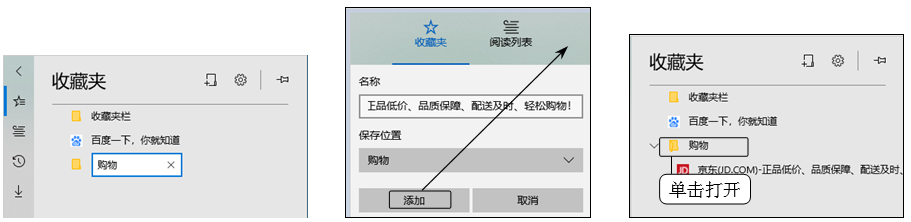 收藏夹
收藏夹栏
百度一下，你就知道
购物
收藏夹
阅读列表
名称
正品低价、品质保障、配送及时、轻松购物！
保存位置
购物
添加
取消
收藏夹
收藏夹栏
百度一下，你就知道
购物
JD
京东(JD.COM)-正品低价、品质保障、配送及时、
单击打开